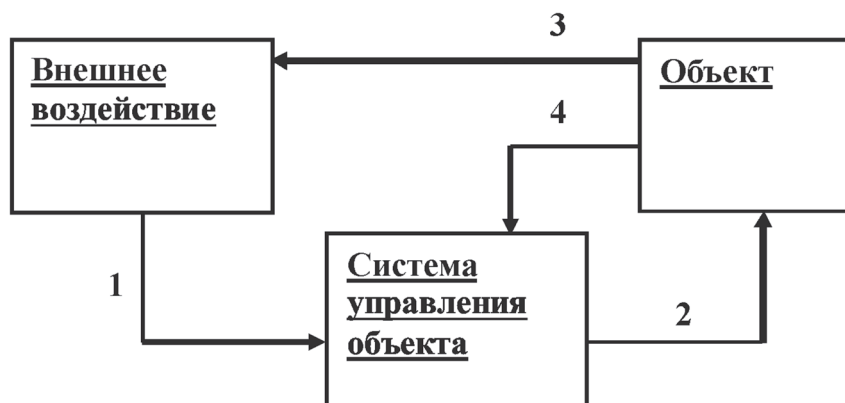 3
Внешнее
воздействие
Объект
4
Система
управления
объекта
1
2